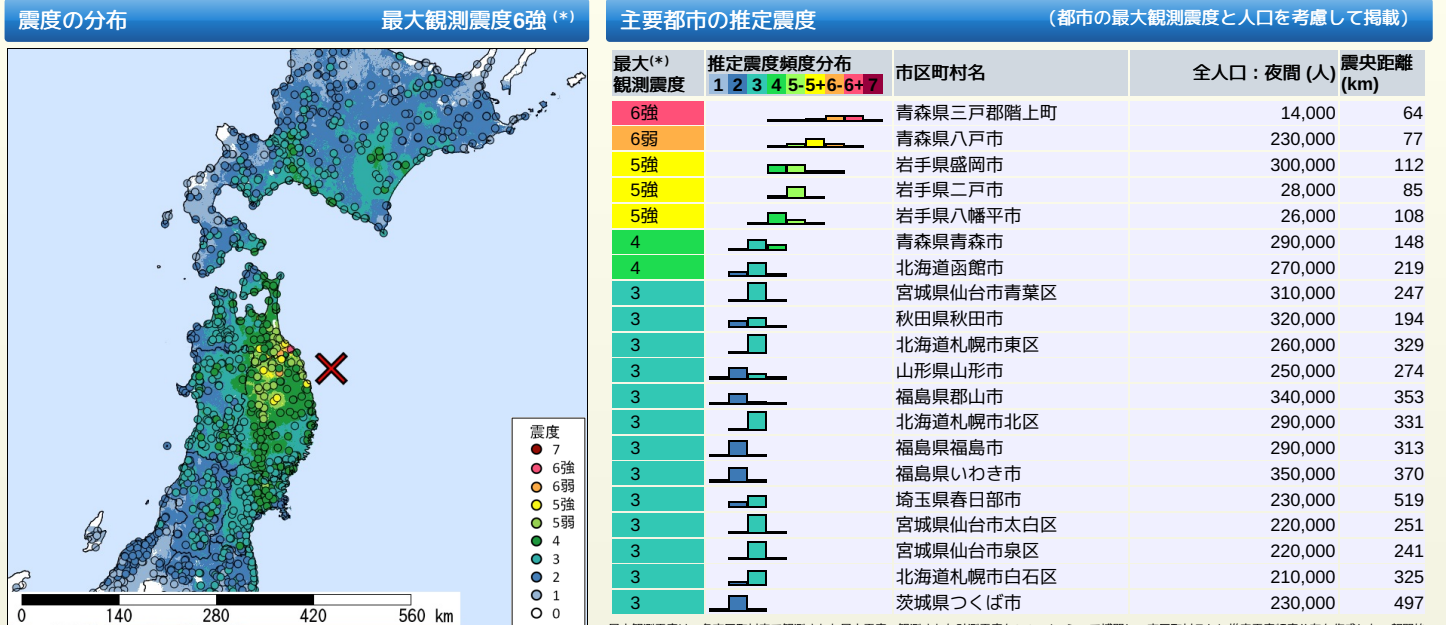 震度の分布 最大観測震度6強 (*)
主要都市の推定震度 (都市の最大観測震度と人口を考慮して掲載)
震度
7
6強
6弱
5強
5弱
4
3
2
1
0
0 140 280 420 560 km
最大(*) 推定震度頻度分布 市区町村名 全人口：夜間 (人) 震央距離
観測震度 1 2 3 4 5- 5+ 6- 6+ 7 (km)
6強 青森県三戸郡階上町 14,000 64
6弱 青森県八戸市 230,000 77
5強 岩手県盛岡市 300,000 112
5強 岩手県二戸市 28,000 85
5強 岩手県八幡平市 26,000 108
4 青森県青森市 290,000 148
4 北海道函館市 270,000 219
3 宮城県仙台市青葉区 310,000 247
3 秋田県秋田市 320,000 194
3 北海道札幌市東区 260,000 329
3 山形県山形市 250,000 274
3 福島県郡山市 340,000 353
3 北海道札幌市北区 290,000 331
3 福島県福島市 290,000 313
3 福島県いわき市 350,000 370
3 埼玉県春日部市 230,000 519
3 宮城県仙台市太白区 220,000 251
3 宮城県仙台市泉区 220,000 241
3 北海道札幌市白石区 210,000 325
3 茨城県つくば市 230,000 497